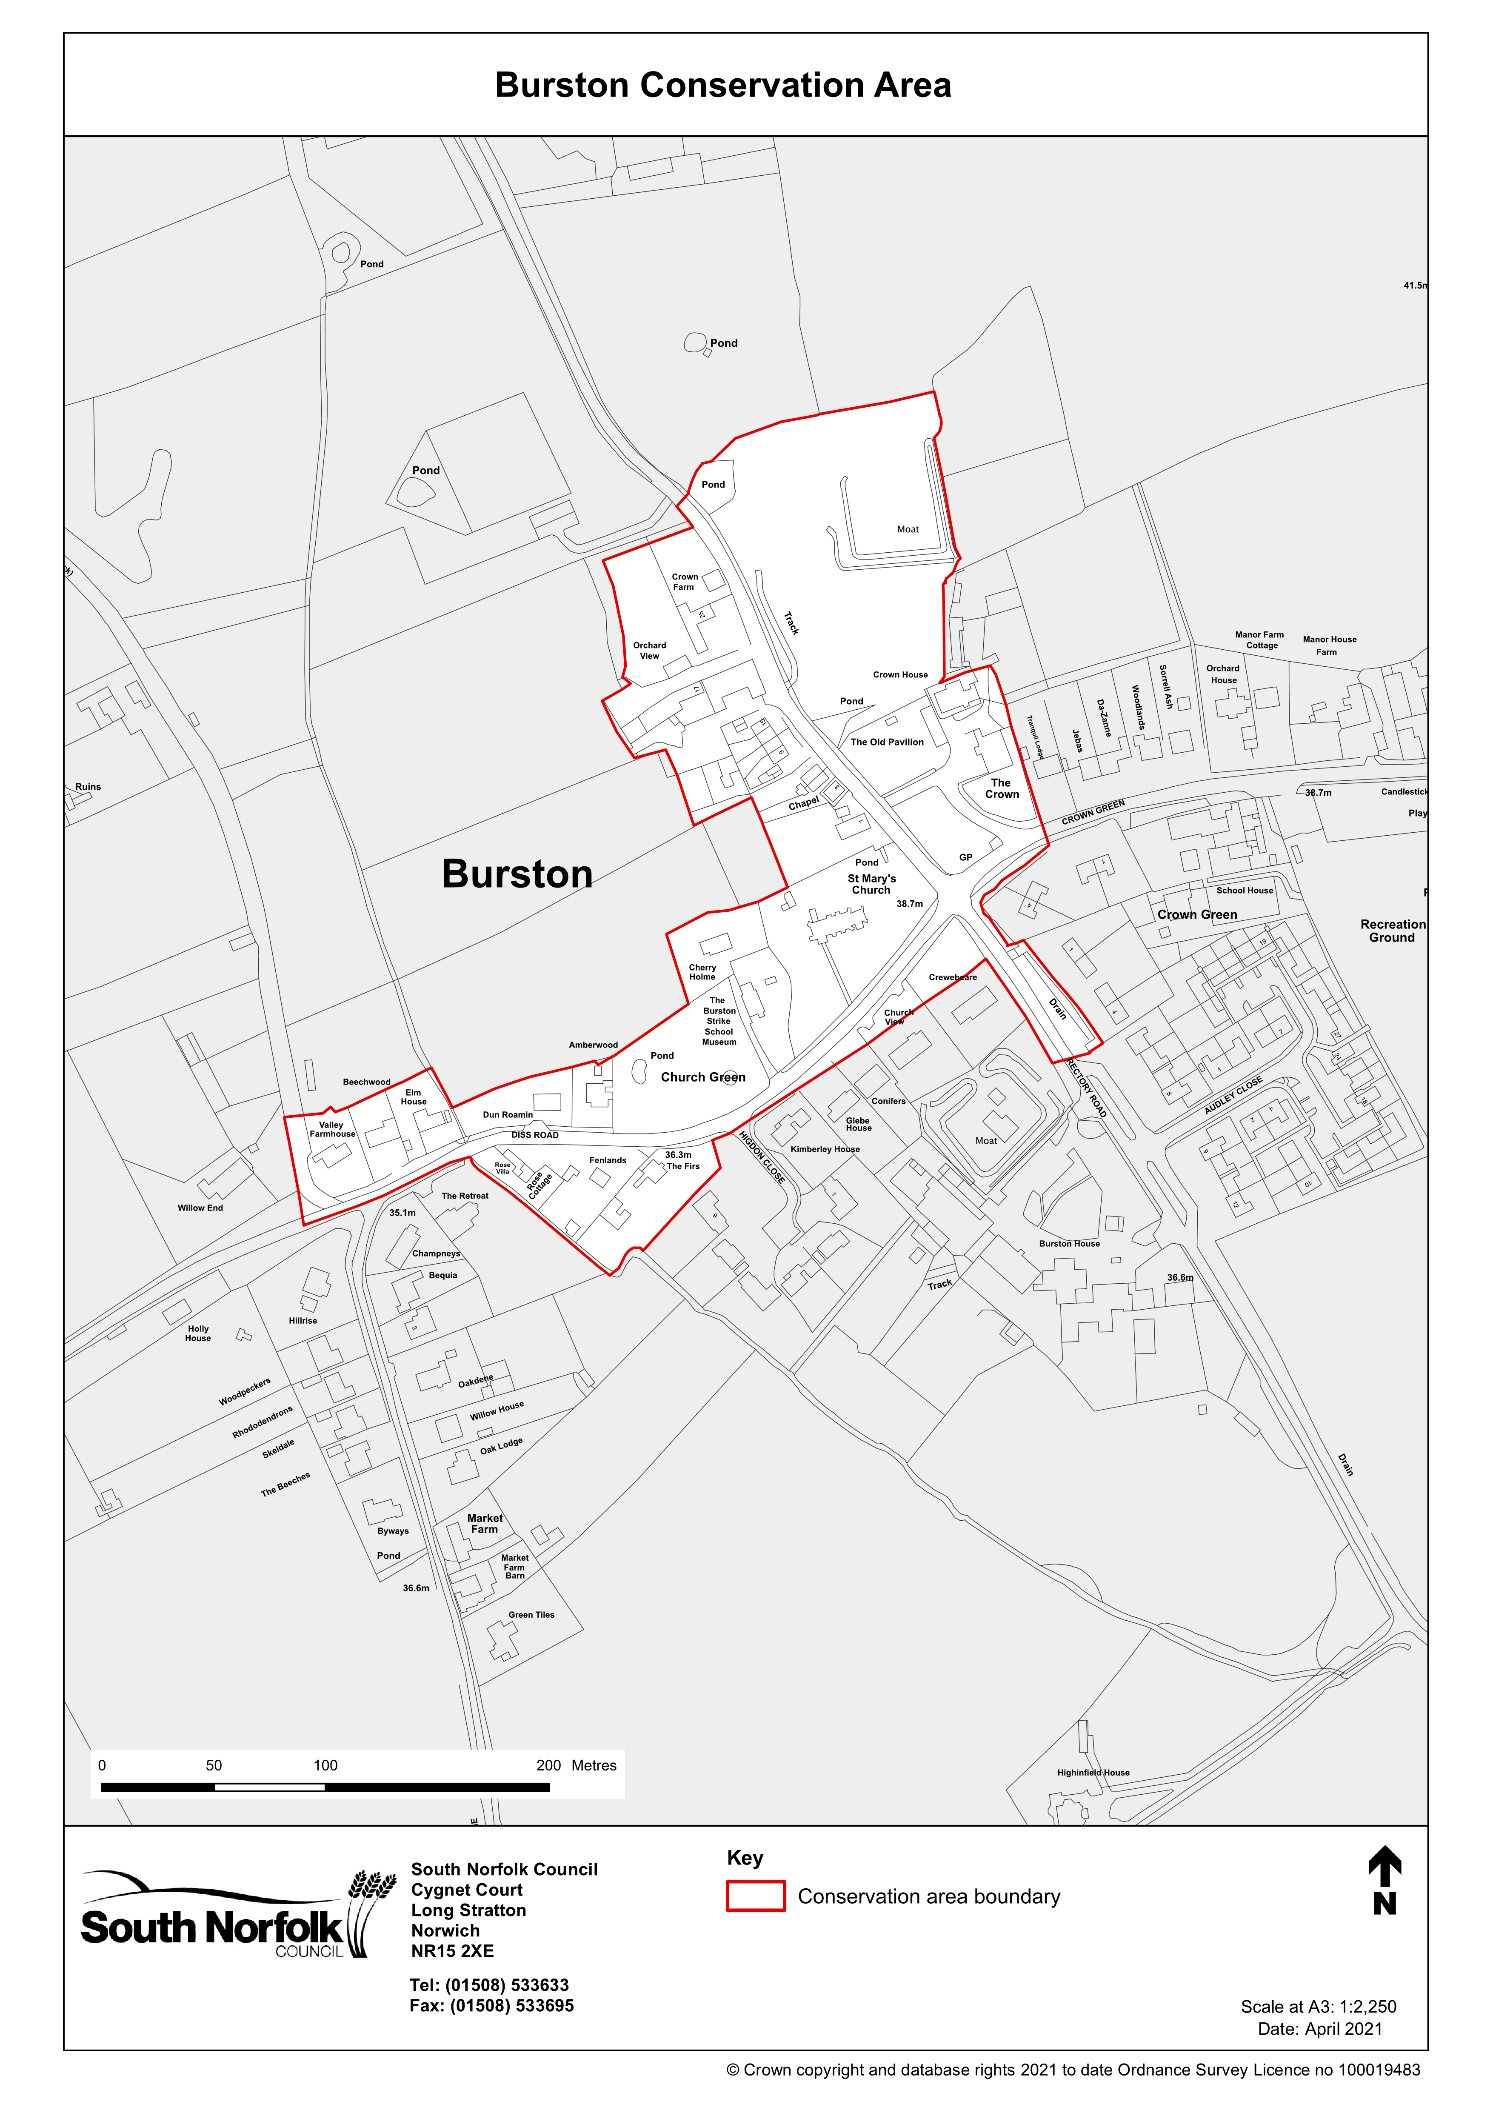 Burston Conservation Area
Pond
41.5m
Pond
Pond
Pond
Moat
Crown
Farm
Track
Orchard
View
Crown House
Pond
The Old Pavilion
The
Crown
Manor Farm
Cottage
Manor House
Farm
Orchard
House
Sorrell Ash
Woodlands
Da-Zanne
Jebas
Tranquil Lodge
Ruins
Chapel
CROWN GREEN
38.7m
Candlestick
Play
Burston
GP
Pond
St Mary's
Church
38.7m
School House
Crown Green
Recreation
Ground
Cherry
Holme
Crewebeare
The
Burston
Strike
School
Museum
Church
View
Drain
Amberwood
Pond
Church Green
Beechwood
Elm
House
Dun Roamin
DISS ROAD
Valley
Farmhouse
Conifers
Glebe
House
Kimberley House
Moat
RECTORY ROAD
AUDLEY CLOSE
HIGDON CLOSE
36.3m
The Firs
Fenlands
Rose
Villa
Rose
Cottage
Willow End
The Retreat
35.1m
Champneys
Bequia
Burston House
Track
36.6m
Holly
House
Hillrise
Woodpeckers
Rhododendrons
Skeldale
The Beeches
Oakdene
Willow House
Oak Lodge
Drain
Byways
Pond
36.6m
Market
Farm
Market
Farm
Barn
Green Tiles
Highinfield House
0 50 100 200 Metres
South Norfolk
COUNCIL
South Norfolk Council
Cygnet Court
Long Stratton
Norwich
NR15 2XE
Tel: (01508) 533633
Fax: (01508) 533695
Key
Conservation area boundary
N
Scale at A3: 1:2,250
Date: April 2021
© Crown copyright and database rights 2021 to date Ordnance Survey Licence no 100019483